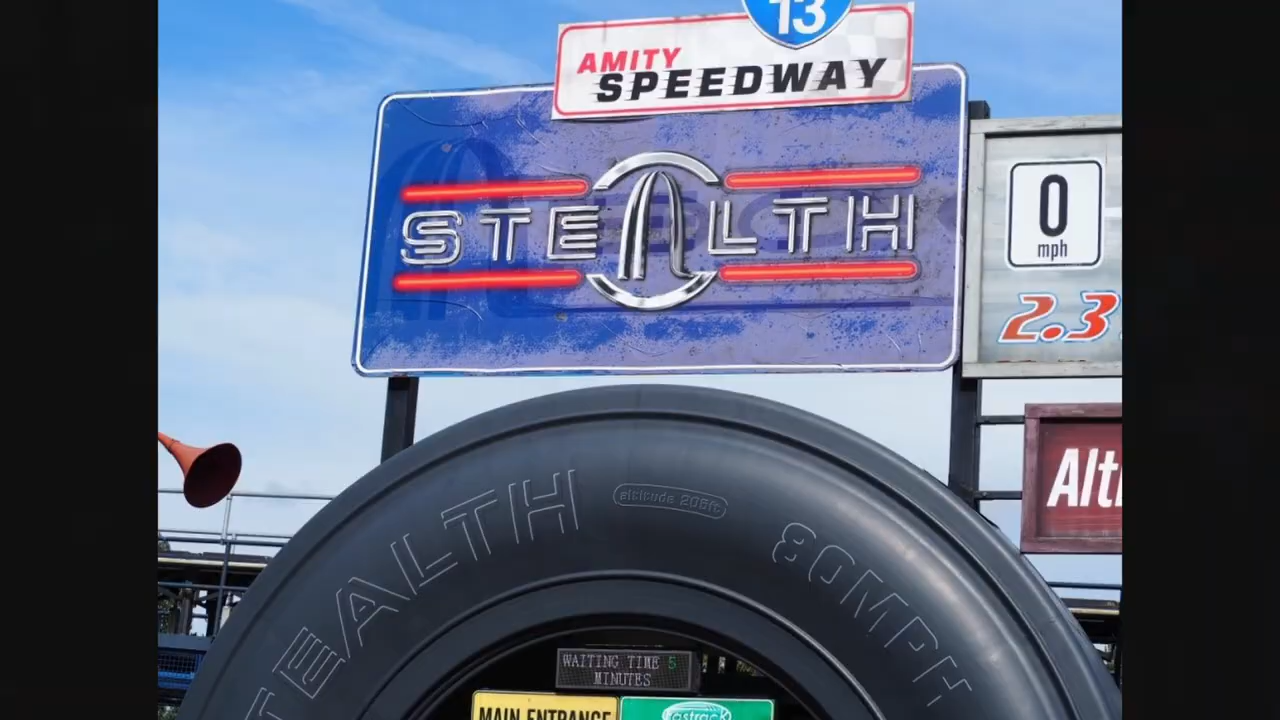 13
AMITY
SPEEDWAY
STEALTH
0
mph
2.3
Alt
STEALTH
altitude 205ft
80MPH
WAITING TIME 5
MINUTES
MAIN ENTRANCE
Fastrack